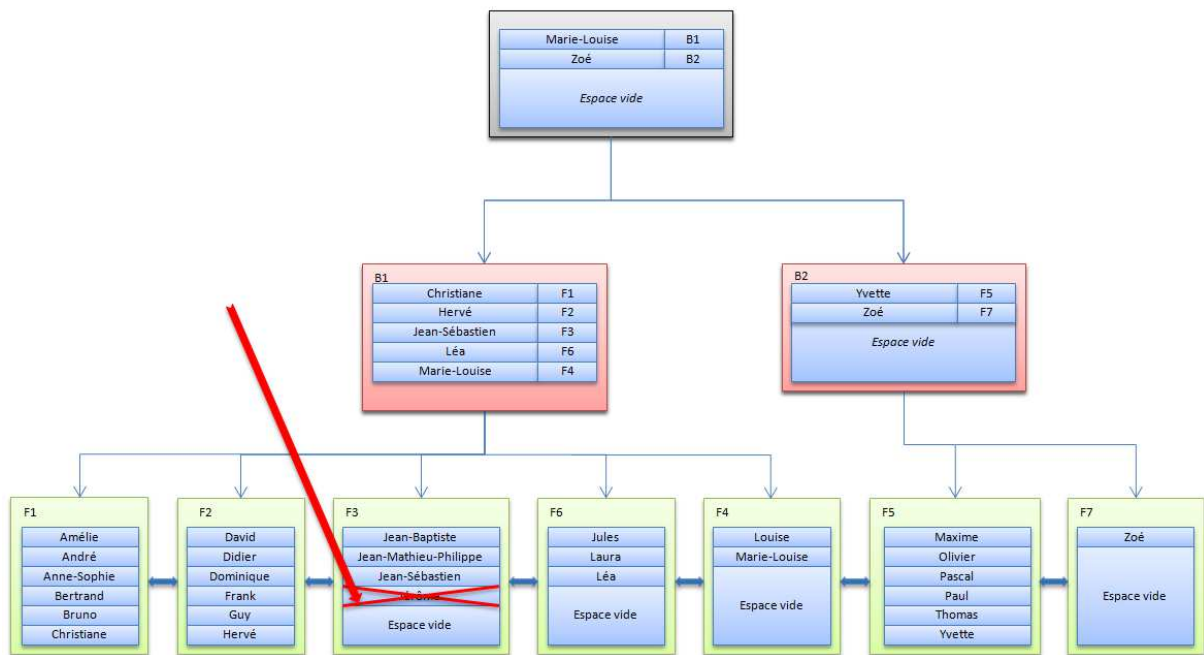 Marie-Louise B1
Zoé B2
Espace vide
B1
Christiane F1
Hervé F2
Jean-Sébastien F3
Léa F6
Marie-Louise F4
B2
Yvette F5
Zoé F7
Espace vide
F1
Amélie
André
Anne-Sophie
Bertrand
Bruno
Christiane
F2
David
Didier
Dominique
Frank
Guy
Hervé
F3
Jean-Baptiste
Jean-Mathieu-Philippe
Jean-Sébastien
Jérôme
Espace vide
F6
Jules
Laura
Léa
Espace vide
F4
Louise
Marie-Louise
Espace vide
F5
Maxime
Olivier
Pascal
Paul
Thomas
Yvette
F7
Zoé
Espace vide